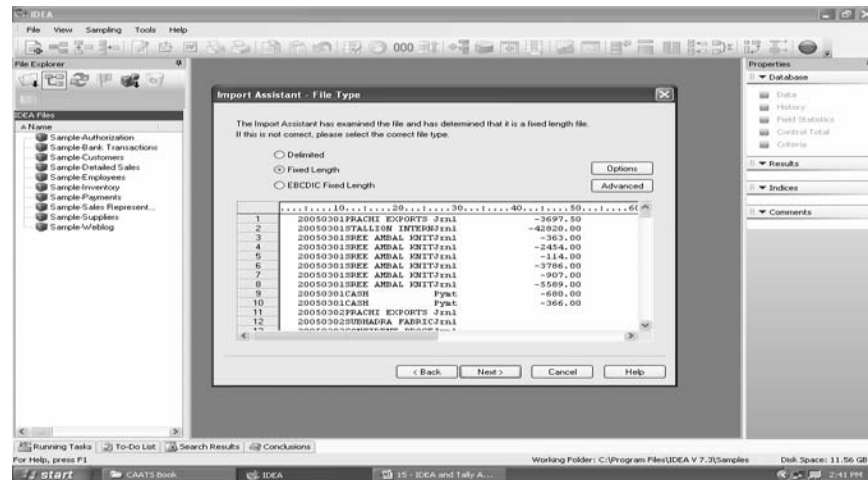 IDEA
File View Sampling Tools Help
000
File Explorer
IDEA Files
Name
Sample-Authorization
Sample-Bank Transactions
Sample-Customers
Sample-Detailed Sales
Sample-Employees
Sample-Inventory
Sample-Payments
Sample-Sales Represent...
Sample-Suppliers
Sample-Weblog
Import Assistant - File Type
The Import Assistant has examined the file and has determined that it is a fixed length file.
If this is not correct, please select the correct file type.
Delimited
Fixed Length
EBCDIC Fixed Length
Options
Advanced
1 20050301PRACHI EXPORTS Jrnl -3697.50
2 20050301STALLION INTERNJrnl -42820.00
3 20050301SREE AMBAL KNITJrnl -363.00
4 20050301SREE AMBAL KNITJrnl -2454.00
5 20050301SREE AMBAL KNITJrnl -114.00
6 20050301SREE AMBAL KNITJrnl -3786.00
7 20050301SREE AMBAL KNITJrnl -907.00
8 20050301SREE AMBAL KNITJrnl -5509.00
9 20050301CASH Pymt -680.00
10 20050301CASH Pymt -366.00
11 20050302PRACHI EXPORTS Jrnl
12 20050302SUBHADRA FABRICJrnl
< Back Next > Cancel Help
Properties
Database
Data
History
Field Statistics
Control Total
Criteria
Results
Indices
Comments
Running Tasks To-Do List Search Results Conclusions
For Help, press F1
Working Folder: C:\Program Files\IDEA V 7.3\Samples Disk Space: 11.56 GB
start CAATS Book IDEA 15 - IDEA and Tally A... 2:41 PM